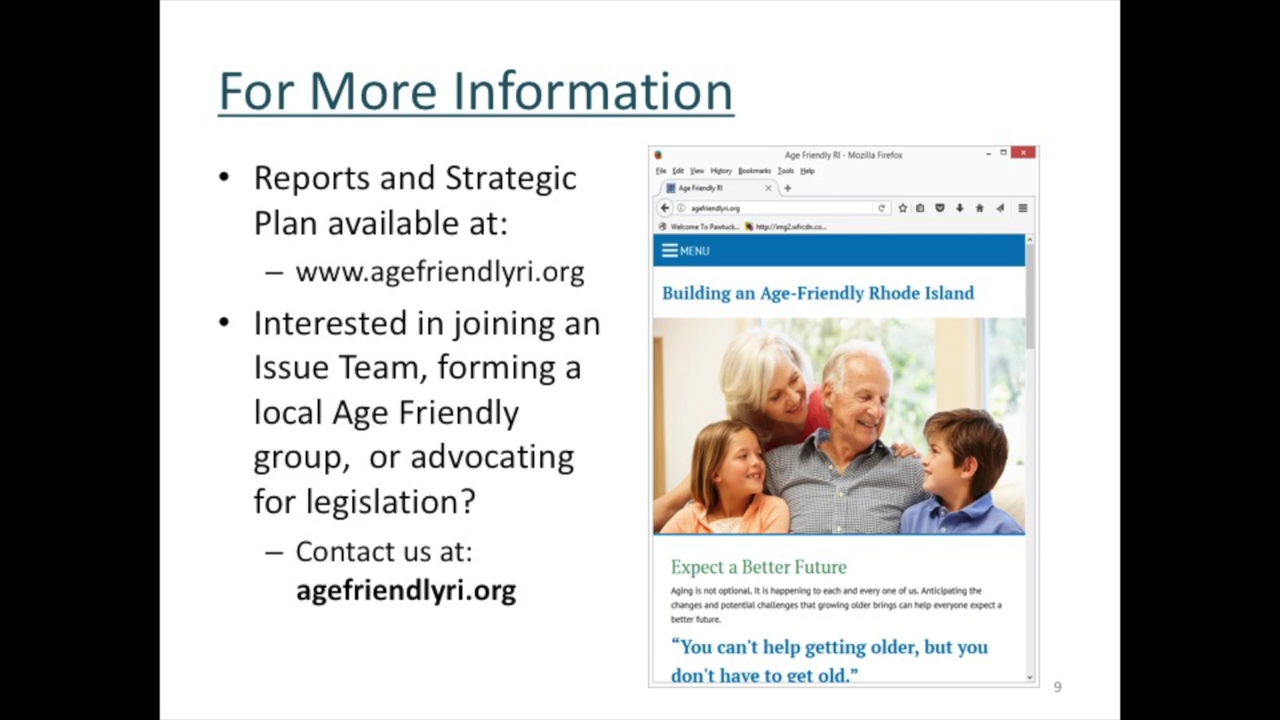 For More Information
• Reports and Strategic
Plan available at:
– www.agefriendlyri.org
• Interested in joining an
Issue Team, forming a
local Age Friendly
group,  or advocating
for legislation?
– Contact us at:
agefriendlyri.org
Age Friendly RI - Mozilla Firefox
File Edit View History Bookmarks Tools Help
Age Friendly RI
agefriendlyri.org
Welcome To Pawtuck... http://img2.wfrcdn.co...
MENU
Building an Age-Friendly Rhode Island
Expect a Better Future
Aging is not optional. It is happening to each and every one of us. Anticipating the
changes and potential challenges that growing older brings can help everyone expect a
better future.
“You can't help getting older, but you
don't have to get old.”
9